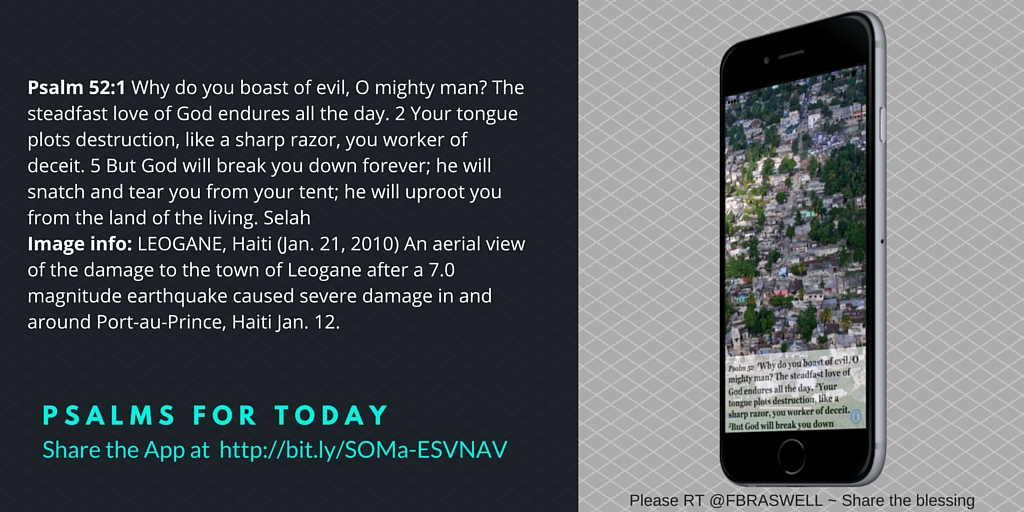 Psalm 52:1 Why do you boast of evil, O mighty man? The
steadfast love of God endures all the day. 2 Your tongue
plots destruction, like a sharp razor, you worker of
deceit. 5 But God will break you down forever; he will
snatch and tear you from your tent; he will uproot you
from the land of the living. Selah
Image info: LEOGANE, Haiti (Jan. 21, 2010) An aerial view
of the damage to the town of Leogane after a 7.0
magnitude earthquake caused severe damage in and
around Port-au-Prince, Haiti Jan. 12.
PSALMS FOR TODAY
Share the App at http://bit.ly/SOMa-ESVNAV
Psalm 52 ¹Why do you boast of evil, O
mighty man? The steadfast love of
God endures all the day. ²Your
tongue plots destruction, like a
sharp razor, you worker of deceit.
⁵But God will break you down
Please RT @FBRASWELL ~ Share the blessing